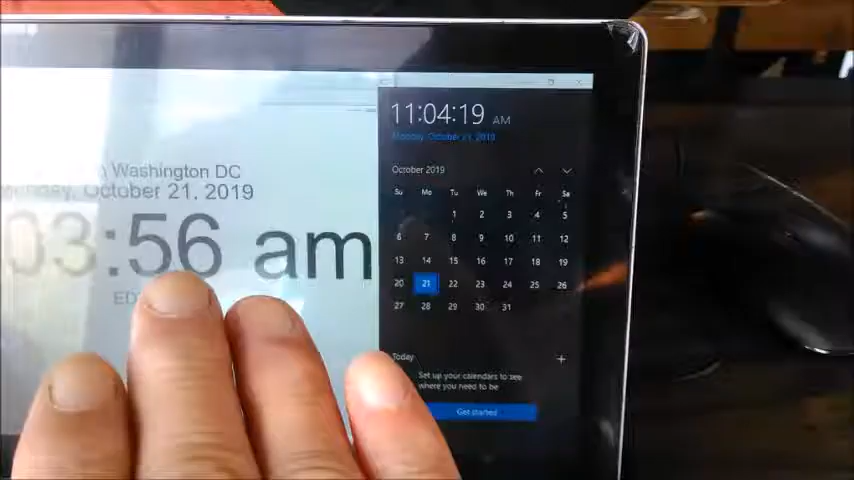 Washington DC
October 21, 2019
03:56 am
11:04:19 AM
Monday, October 21, 2019
October 2019
Su Mo Tu We Th Fr Sa
1 2 3 4 5
6 7 8 9 10 11 12
13 14 15 16 17 18 19
20 21 22 23 24 25 26
27 28 29 30 31
Today
Set up your calendars to see
where you need to be
Get started